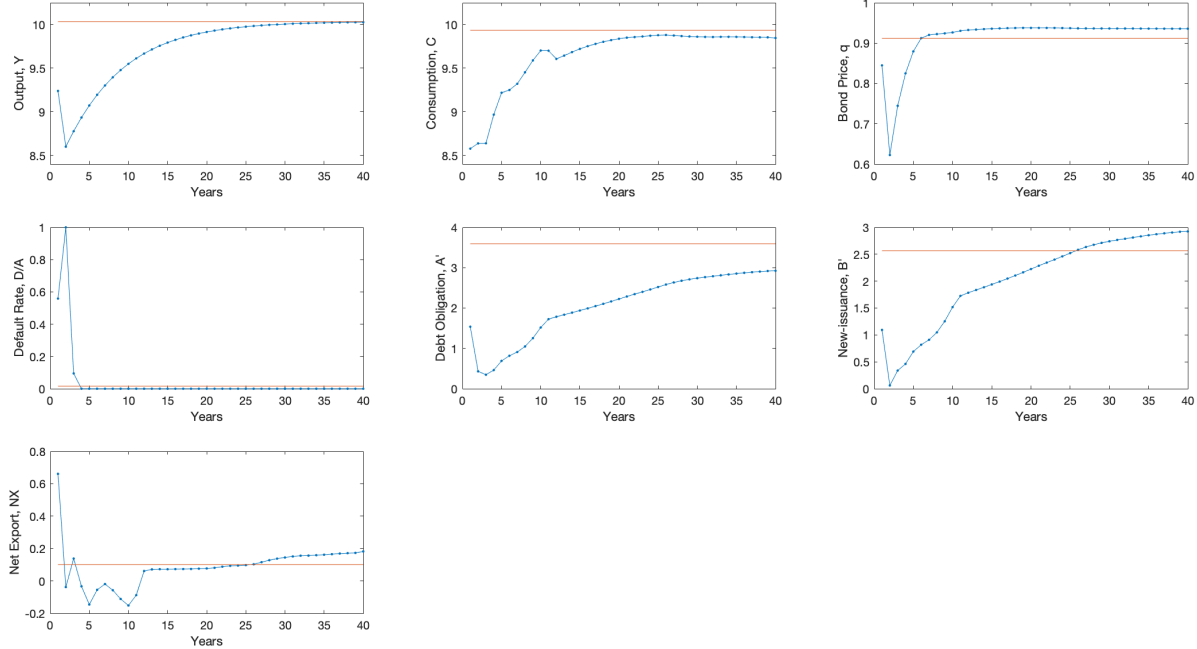 Output, Y
10
9.5
9
8.5
0 5 10 15 20 25 30 35 40
Years
Consumption, C
10
9.5
9
8.5
0 5 10 15 20 25 30 35 40
Years
Bond Price, q
1
0.9
0.8
0.7
0.6
0 5 10 15 20 25 30 35 40
Years
Default Rate, D/A
1
0.8
0.6
0.4
0.2
0
0 5 10 15 20 25 30 35 40
Years
Debt Obligation, A'
4
3
2
1
0
0 5 10 15 20 25 30 35 40
Years
New-issuance, B'
3
2.5
2
1.5
1
0.5
0
0 5 10 15 20 25 30 35 40
Years
Net Export, NX
0.8
0.6
0.4
0.2
0
-0.2
0 5 10 15 20 25 30 35 40
Years